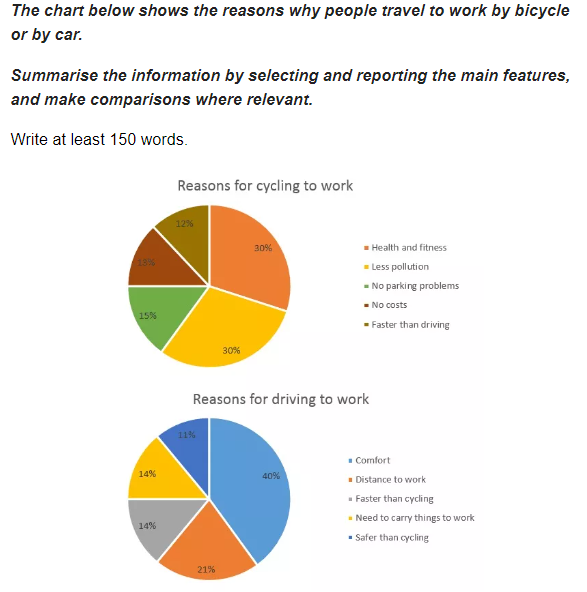 The chart below shows the reasons why people travel to work by bicycle
or by car.
Summarise the information by selecting and reporting the main features,
and make comparisons where relevant.
Write at least 150 words.
Reasons for cycling to work
12%
30%
13%
15%
30%
Health and fitness
Less pollution
No parking problems
No costs
Faster than driving
Reasons for driving to work
11%
40%
14%
14%
21%
Comfort
Distance to work
Faster than cycling
Need to carry things to work
Safer than cycling